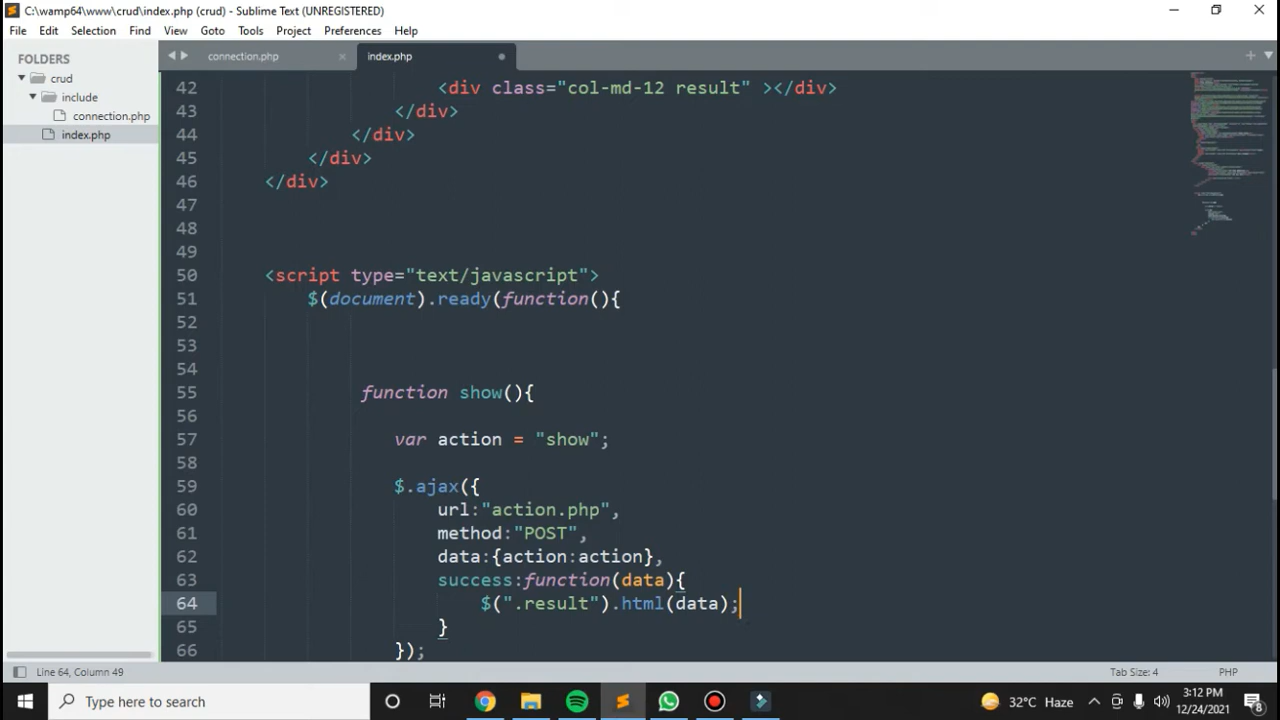 C:\wamp64\www\crud\index.php (crud) - Sublime Text (UNREGISTERED)
File Edit Selection Find View Goto Tools Project Preferences Help
FOLDERS
crud
include
connection.php
index.php
connection.php index.php
42 <div class="col-md-12 result" ></div>
43 </div>
44 </div>
45 </div>
46 </div>
47
48
49
50 <script type="text/javascript">
51 $(document).ready(function(){
52
53
54
55 function show(){
56
57 var action = "show";
58
59 $.ajax({
60 url:"action.php",
61 method:"POST",
62 data:{action:action},
63 success:function(data){
64 $(".result").html(data);
65 }
66 });
Line 64, Column 49 Tab Size: 4 PHP
Type here to search 32°C Haze 3:12 PM
12/24/2021 8